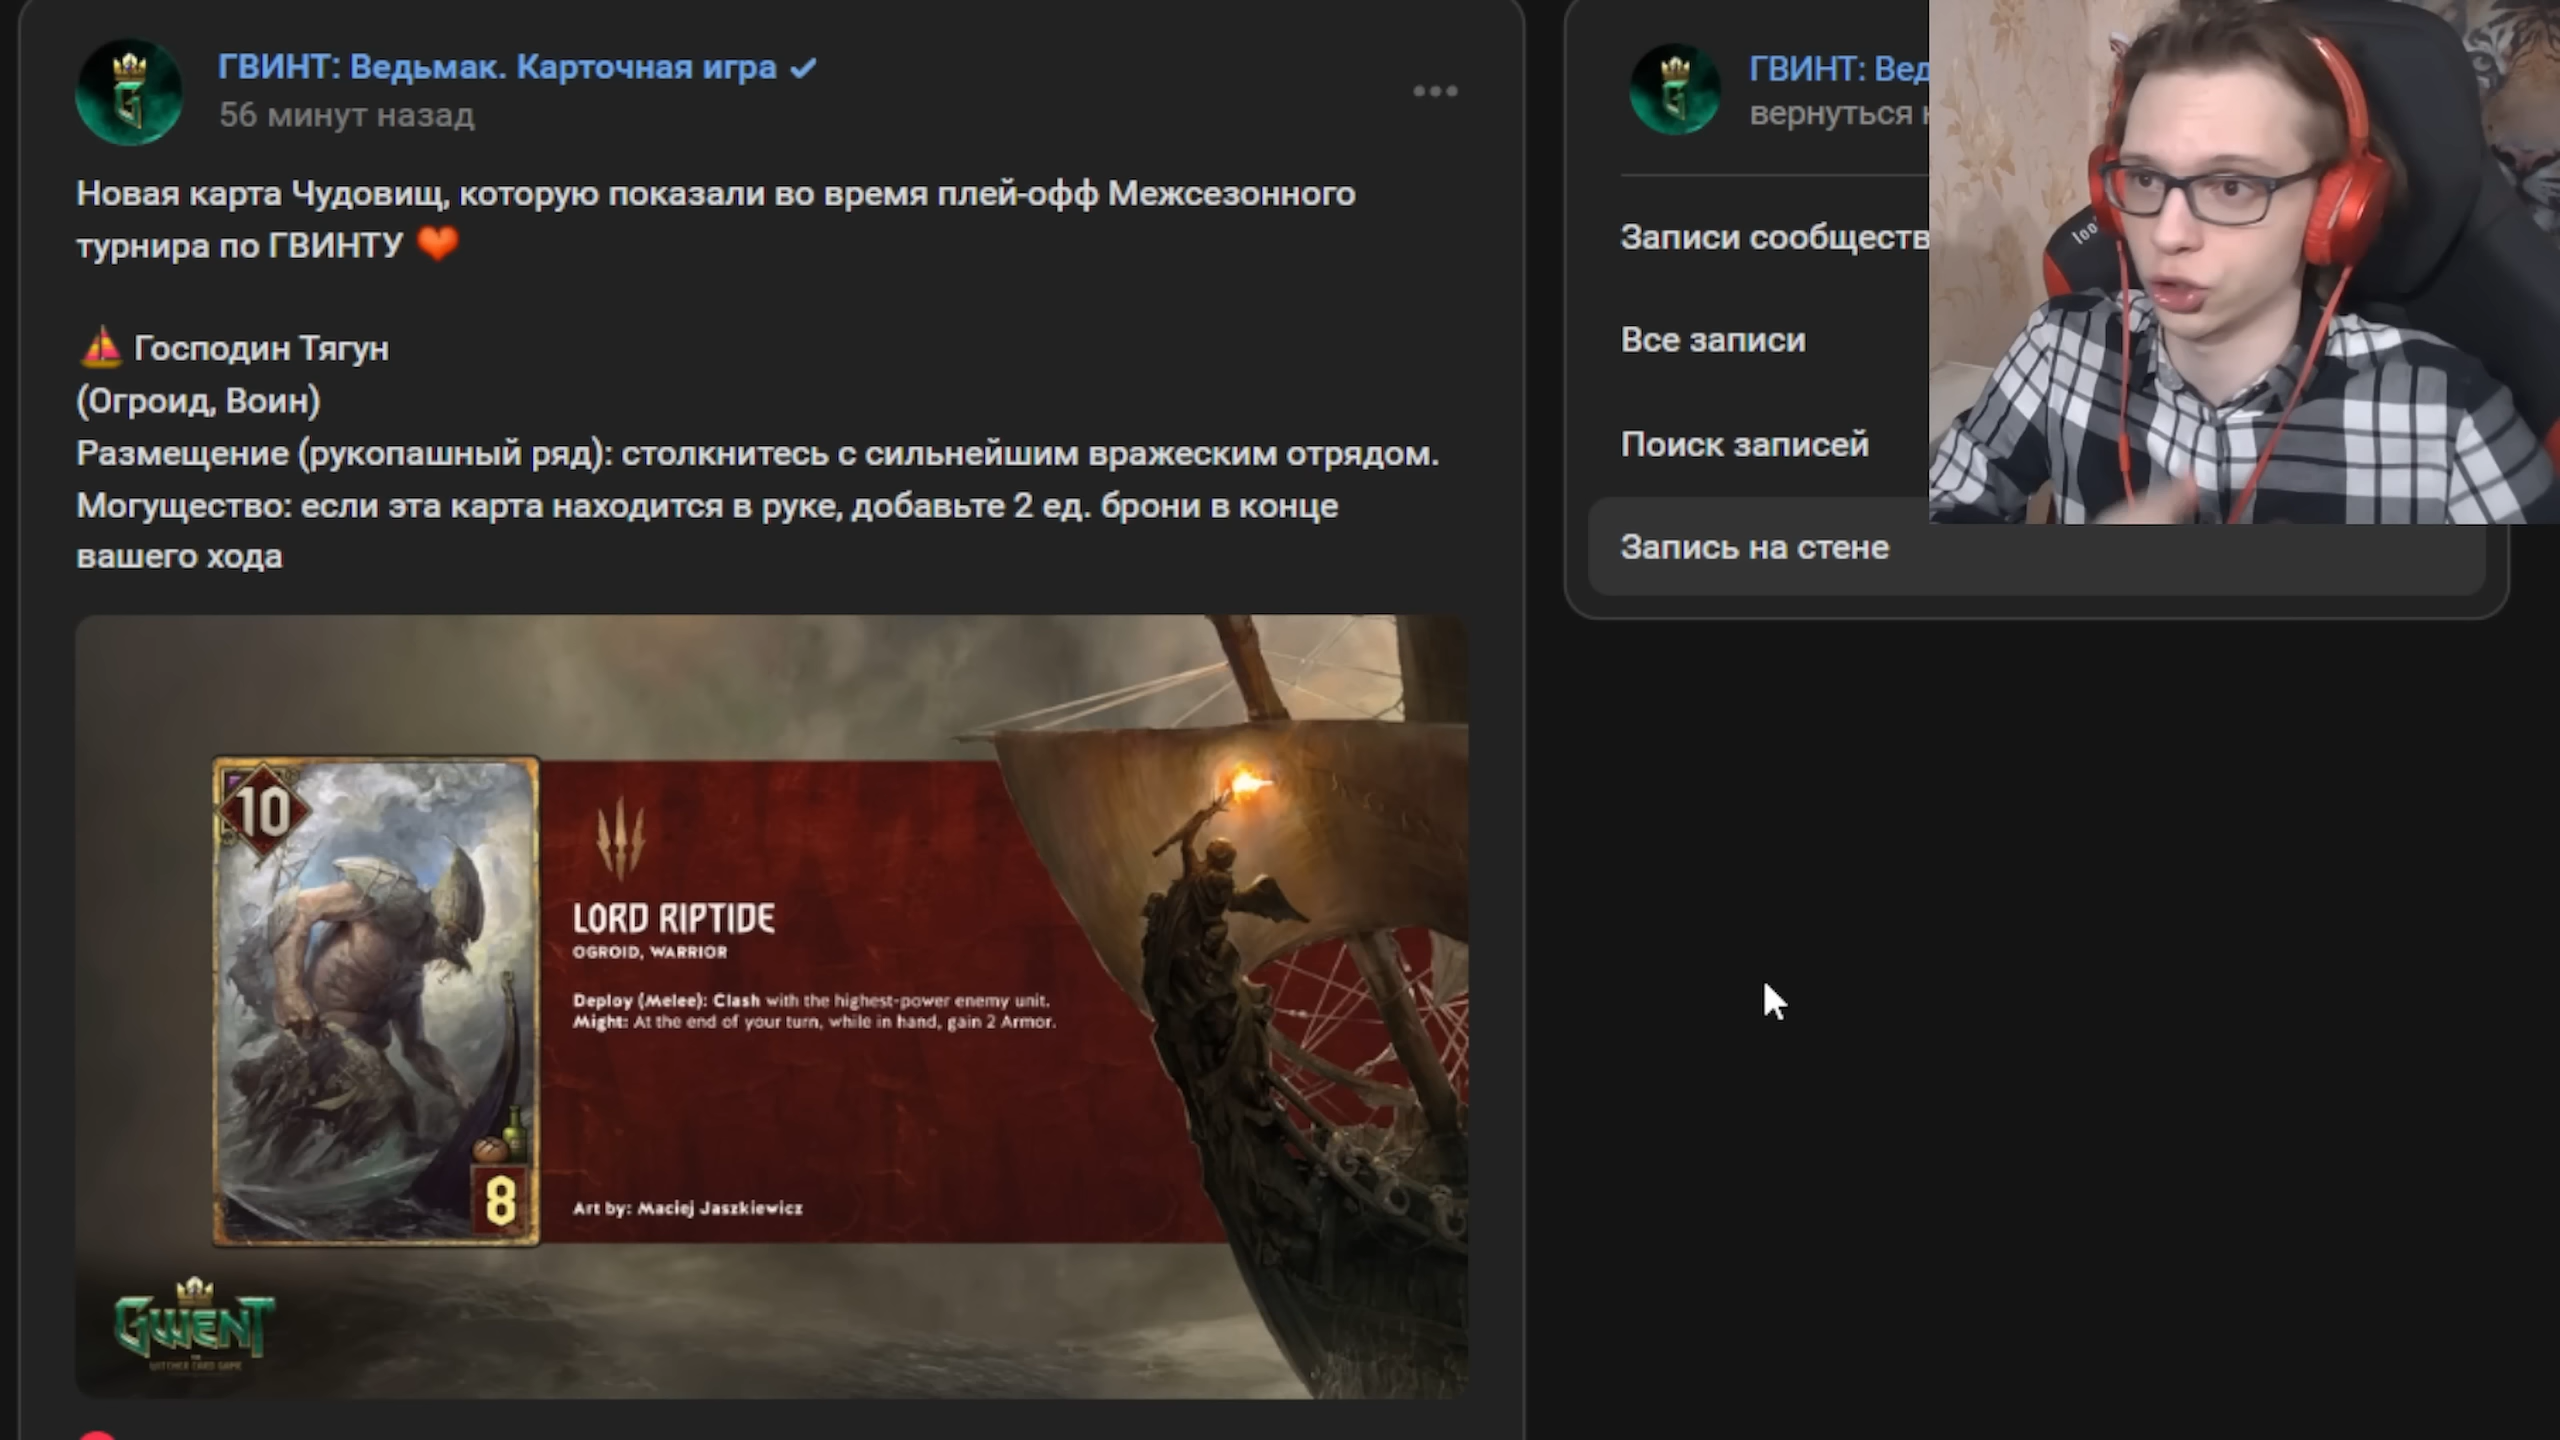 ГВИНТ: Ведьмак. Карточная игра
56 минут назад
Новая карта Чудовищ, которую показали во время плей-офф Межсезонного
турнира по ГВИНТУ
Господин Тягун
(Огроид, Воин)
Размещение (рукопашный ряд): столкнитесь с сильнейшим вражеским отрядом.
Могущество: если эта карта находится в руке, добавьте 2 ед. брони в конце
вашего хода
10
LORD RIPTIDE
OGROID, WARRIOR
Deploy (Melee): Clash with the highest-power enemy unit.
Might: At the end of your turn, while in hand, gain 2 Armor.
8
Art by: Maciej Jaszkiewicz
GWENT
THE
WITCHER CARD GAME
ГВИНТ: Вед
вернуться
Записи сообществ
Все записи
Поиск записей
Запись на стене